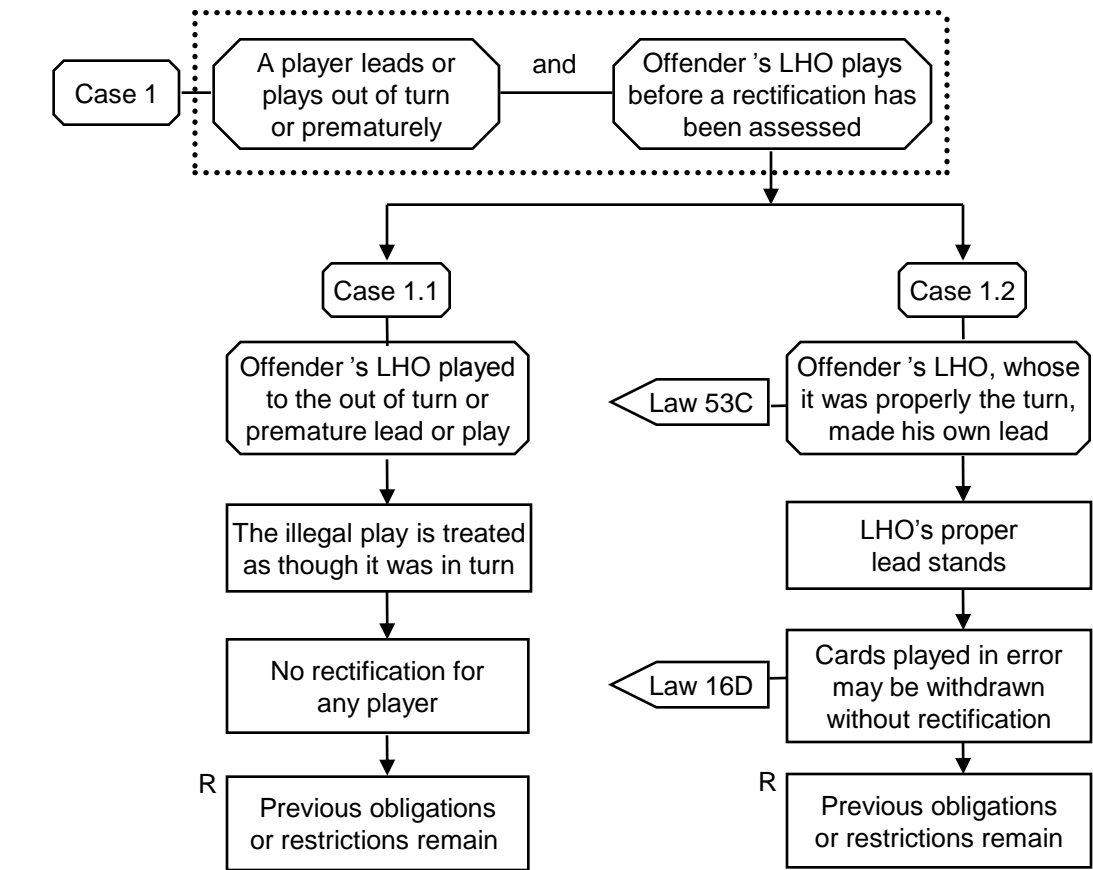 Case 1
A player leads or
plays out of turn
or prematurely
and
Offender 's LHO plays
before a rectification has
been assessed
Case 1.1
Offender 's LHO played
to the out of turn or
premature lead or play
The illegal play is treated
as though it was in turn
No rectification for
any player
R
Previous obligations
or restrictions remain
Case 1.2
Law 53C
Offender 's LHO, whose
it was properly the turn,
made his own lead
LHO's proper
lead stands
Law 16D
Cards played in error
may be withdrawn
without rectification
R
Previous obligations
or restrictions remain